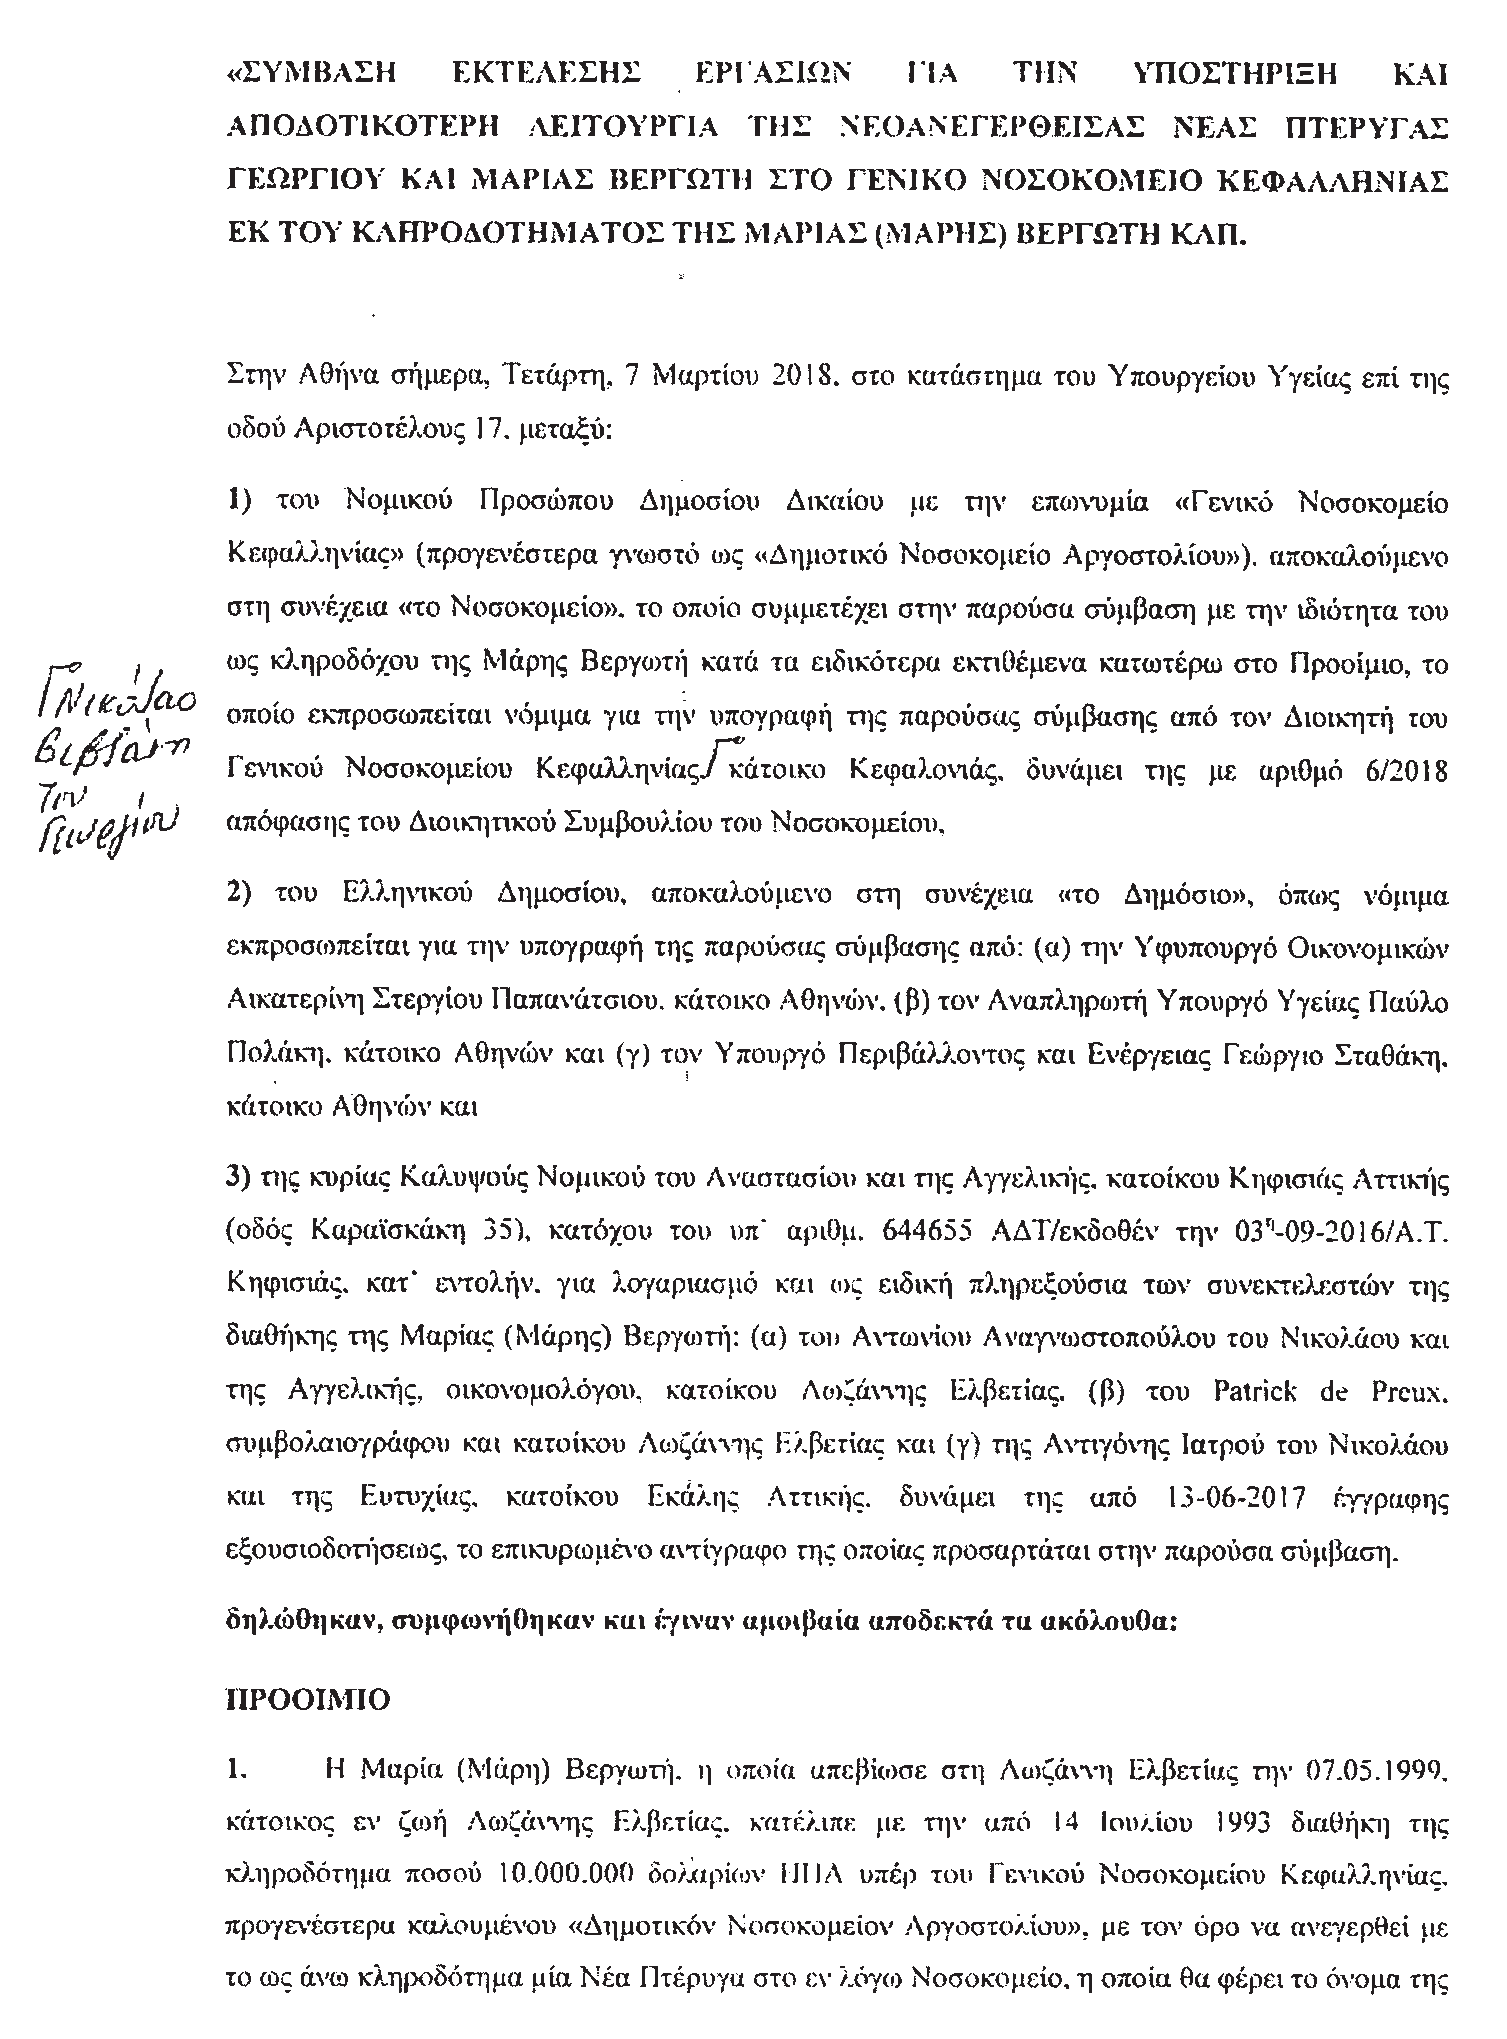 «ΣΥΜΒΑΣΗ ΕΚΤΕΛΕΣΗΣ ΕΡΓΑΣΙΩΝ ΓΙΑ ΤΗΝ ΥΠΟΣΤΗΡΙΞΗ ΚΑΙ
ΑΠΟΔΟΤΙΚΟΤΕΡΗ ΛΕΙΤΟΥΡΓΙΑ ΤΗΣ ΝΕΟΑΝΕΓΕΡΘΕΙΣΑΣ ΝΕΑΣ ΠΤΕΡΥΓΑΣ
ΓΕΩΡΓΙΟΥ ΚΑΙ ΜΑΡΙΑΣ ΒΕΡΓΩΤΗ ΣΤΟ ΓΕΝΙΚΟ ΝΟΣΟΚΟΜΕΙΟ ΚΕΦΑΛΛΗΝΙΑΣ
ΕΚ ΤΟΥ ΚΛΗΡΟΔΟΤΗΜΑΤΟΣ ΤΗΣ ΜΑΡΙΑΣ (ΜΑΡΗΣ) ΒΕΡΓΩΤΗ ΚΛΠ.
Στην Αθήνα σήμερα, Τετάρτη, 7 Μαρτίου 2018, στο κατάστημα του Υπουργείου Υγείας επί της
οδού Αριστοτέλους 17, μεταξύ:
1) του Νομικού Προσώπου Δημοσίου Δικαίου με την επωνυμία «Γενικό Νοσοκομείο
Κεφαλληνίας» (προγενέστερα γνωστό ως «Δημοτικό Νοσοκομείο Αργοστολίου»), αποκαλούμενο
στη συνέχεια «το Νοσοκομείο», το οποίο συμμετέχει στην παρούσα σύμβαση με την ιδιότητα του
ως κληροδόχου της Μάρης Βεργωτή κατά τα ειδικότερα εκτιθέμενα κατωτέρω στο Προοίμιο, το
οποίο εκπροσωπείται νόμιμα για την υπογραφή της παρούσας σύμβασης από τον Διοικητή του
Γενικού Νοσοκομείου Κεφαλληνίας κάτοικο Κεφαλονιάς, δυνάμει της με αριθμό 6/2018
απόφασης του Διοικητικού Συμβουλίου του Νοσοκομείου,
Νικόλαο
του
Γεωργίου
2) του Ελληνικού Δημοσίου, αποκαλούμενο στη συνέχεια «το Δημόσιο», όπως νόμιμα
εκπροσωπείται για την υπογραφή της παρούσας σύμβασης από: (α) την Υφυπουργό Οικονομικών
Αικατερίνη Στεργίου Παπανάτσιου, κάτοικο Αθηνών, (β) τον Αναπληρωτή Υπουργό Υγείας Παύλο
Πολάκη, κάτοικο Αθηνών και (γ) τον Υπουργό Περιβάλλοντος και Ενέργειας Γεώργιο Σταθάκη,
κάτοικο Αθηνών και
3) της κυρίας Καλυψούς Νομικού του Αναστασίου και της Αγγελικής, κατοίκου Κηφισιάς Αττικής
(οδός Καραϊσκάκη 35), κατόχου του υπ' αριθμ. 644655 ΑΔΤ/εκδοθέν την 03η-09-2016/Α.Τ.
Κηφισιάς, κατ' εντολήν, για λογαριασμό και ως ειδική πληρεξούσια των συνεκτελεστών της
διαθήκης της Μαρίας (Μάρης) Βεργωτή: (α) του Αντωνίου Αναγνωστοπούλου του Νικολάου και
της Αγγελικής, οικονομολόγου, κατοίκου Λωζάννης Ελβετίας, (β) του Patrick de Preux,
συμβολαιογράφου και κατοίκου Λωζάννης Ελβετίας και (γ) της Αντιγόνης Ιατρού του Νικολάου
και της Ευτυχίας, κατοίκου Εκάλης Αττικής, δυνάμει της από 13-06-2017 έγγραφης
εξουσιοδοτήσεως, το επικυρωμένο αντίγραφο της οποίας προσαρτάται στην παρούσα σύμβαση,
δηλώθηκαν, συμφωνήθηκαν και έγιναν αμοιβαία αποδεκτά τα ακόλουθα:
ΠΡΟΟΙΜΙΟ
1. Η Μαρία (Μάρη) Βεργωτή, η οποία απεβίωσε στη Λωζάννη Ελβετίας την 07.05.1999,
κάτοικος εν ζωή Λωζάννης Ελβετίας, κατέλιπε με την από 14 Ιουλίου 1993 διαθήκη της
κληροδότημα ποσού 10.000.000 δολαρίων ΗΠΑ υπέρ του Γενικού Νοσοκομείου Κεφαλληνίας,
προγενέστερα καλουμένου «Δημοτικόν Νοσοκομείον Αργοστολίου», με τον όρο να ανεγερθεί με
το ως άνω κληροδότημα μία Νέα Πτέρυγα στο εν λόγω Νοσοκομείο, η οποία θα φέρει το όνομα της